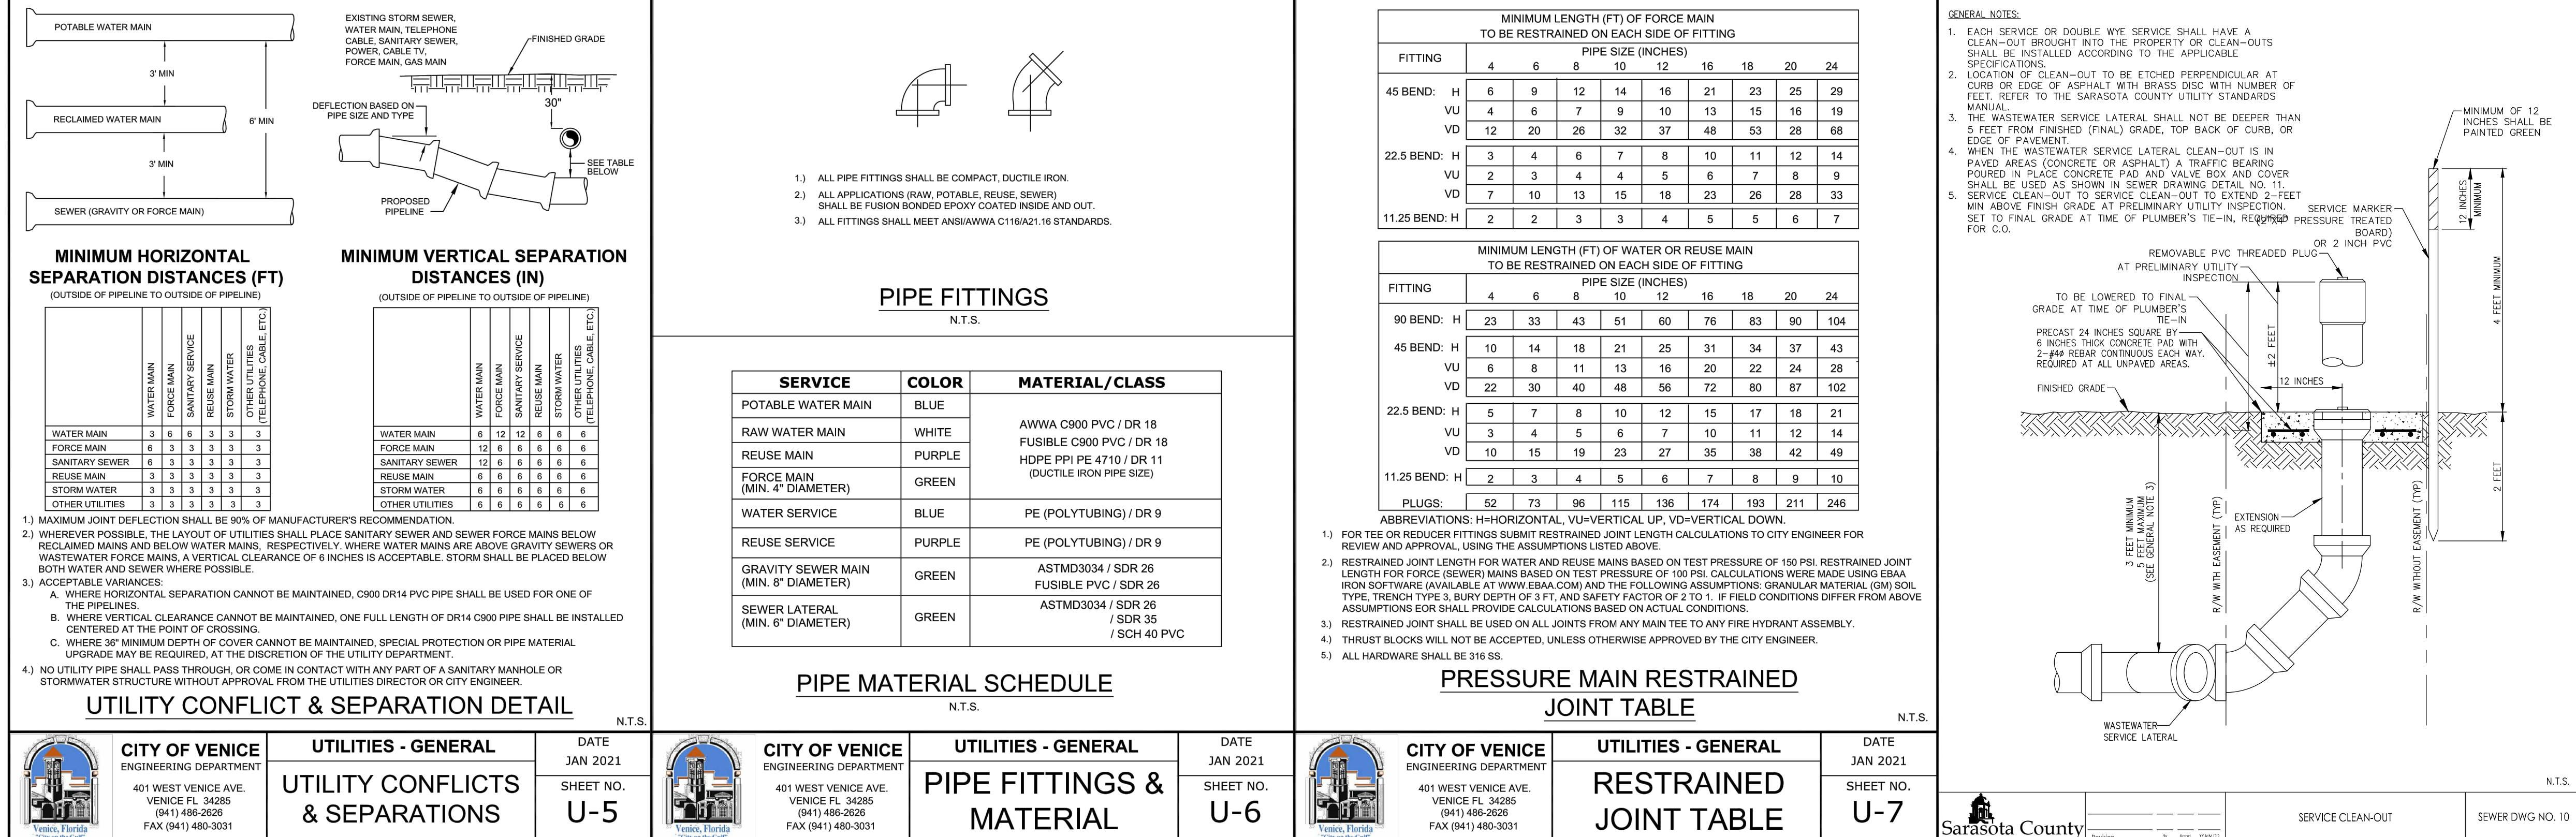 POTABLE WATER MAIN
3' MIN
RECLAIMED WATER MAIN
6' MIN
3' MIN
SEWER (GRAVITY OR FORCE MAIN)
EXISTING STORM SEWER,
WATER MAIN, TELEPHONE
CABLE, SANITARY SEWER,
POWER, CABLE TV,
FORCE MAIN, GAS MAIN
FINISHED GRADE
30"
DEFLECTION BASED ON
PIPE SIZE AND TYPE
SEE TABLE
BELOW
PROPOSED
PIPELINE
MINIMUM HORIZONTAL
SEPARATION DISTANCES (FT)
(OUTSIDE OF PIPELINE TO OUTSIDE OF PIPELINE)
WATER MAIN
FORCE MAIN
SANITARY SERVICE
REUSE MAIN
STORM WATER
OTHER UTILITIES
(TELEPHONE, CABLE, ETC.)
WATER MAIN 3 6 6 3 3 3
FORCE MAIN 6 3 3 3 3 3
SANITARY SEWER 6 3 3 3 3 3
REUSE MAIN 3 3 3 3 3 3
STORM WATER 3 3 3 3 3 3
OTHER UTILITIES 3 3 3 3 3 3
MINIMUM VERTICAL SEPARATION
DISTANCES (IN)
(OUTSIDE OF PIPELINE TO OUTSIDE OF PIPELINE)
WATER MAIN
FORCE MAIN
SANITARY SERVICE
REUSE MAIN
STORM WATER
OTHER UTILITIES
(TELEPHONE, CABLE, ETC.)
WATER MAIN 6 12 12 6 6 6
FORCE MAIN 12 6 6 6 6 6
SANITARY SEWER 12 6 6 6 6 6
REUSE MAIN 6 6 6 6 6 6
STORM WATER 6 6 6 6 6 6
OTHER UTILITIES 6 6 6 6 6 6
1.) MAXIMUM JOINT DEFLECTION SHALL BE 90% OF MANUFACTURER'S RECOMMENDATION.
2.) WHEREVER POSSIBLE, THE LAYOUT OF UTILITIES SHALL PLACE SANITARY SEWER AND SEWER FORCE MAINS BELOW
RECLAIMED MAINS AND BELOW WATER MAINS, RESPECTIVELY. WHERE WATER MAINS ARE ABOVE GRAVITY SEWERS OR
WASTEWATER FORCE MAINS, A VERTICAL CLEARANCE OF 6 INCHES IS ACCEPTABLE. STORM SHALL BE PLACED BELOW
BOTH WATER AND SEWER WHERE POSSIBLE.
3.) ACCEPTABLE VARIANCES:
A. WHERE HORIZONTAL SEPARATION CANNOT BE MAINTAINED, C900 DR14 PVC PIPE SHALL BE USED FOR ONE OF
THE PIPELINES.
B. WHERE VERTICAL CLEARANCE CANNOT BE MAINTAINED, ONE FULL LENGTH OF DR14 C900 PIPE SHALL BE INSTALLED
CENTERED AT THE POINT OF CROSSING.
C. WHERE 36" MINIMUM DEPTH OF COVER CANNOT BE MAINTAINED, SPECIAL PROTECTION OR PIPE MATERIAL
UPGRADE MAY BE REQUIRED, AT THE DISCRETION OF THE UTILITY DEPARTMENT.
4.) NO UTILITY PIPE SHALL PASS THROUGH, OR COME IN CONTACT WITH ANY PART OF A SANITARY MANHOLE OR
STORMWATER STRUCTURE WITHOUT APPROVAL FROM THE UTILITIES DIRECTOR OR CITY ENGINEER.
UTILITY CONFLICT & SEPARATION DETAIL
N.T.S.
Venice, Florida
CITY OF VENICE
ENGINEERING DEPARTMENT
401 WEST VENICE AVE.
VENICE FL 34285
(941) 486-2626
FAX (941) 480-3031
UTILITIES - GENERAL
UTILITY CONFLICTS
& SEPARATIONS
DATE
JAN 2021
SHEET NO.
U-5
1.) ALL PIPE FITTINGS SHALL BE COMPACT, DUCTILE IRON.
2.) ALL APPLICATIONS (RAW, POTABLE, REUSE, SEWER)
SHALL BE FUSION BONDED EPOXY COATED INSIDE AND OUT.
3.) ALL FITTINGS SHALL MEET ANSI/AWWA C116/A21.16 STANDARDS.
PIPE FITTINGS
N.T.S.
SERVICE COLOR MATERIAL/CLASS
POTABLE WATER MAIN BLUE
RAW WATER MAIN WHITE
REUSE MAIN PURPLE
FORCE MAIN
(MIN. 4" DIAMETER) GREEN
AWWA C900 PVC / DR 18
FUSIBLE C900 PVC / DR 18
HDPE PPI PE 4710 / DR 11
(DUCTILE IRON PIPE SIZE)
WATER SERVICE BLUE PE (POLYTUBING) / DR 9
REUSE SERVICE PURPLE PE (POLYTUBING) / DR 9
GRAVITY SEWER MAIN
(MIN. 8" DIAMETER) GREEN
ASTMD3034 / SDR 26
FUSIBLE PVC / SDR 26
SEWER LATERAL
(MIN. 6" DIAMETER) GREEN
ASTMD3034 / SDR 26
/ SDR 35
/ SCH 40 PVC
PIPE MATERIAL SCHEDULE
N.T.S.
Venice, Florida
CITY OF VENICE
ENGINEERING DEPARTMENT
401 WEST VENICE AVE.
VENICE FL 34285
(941) 486-2626
FAX (941) 480-3031
UTILITIES - GENERAL
PIPE FITTINGS &
MATERIAL
DATE
JAN 2021
SHEET NO.
U-6
MINIMUM LENGTH (FT) OF FORCE MAIN
TO BE RESTRAINED ON EACH SIDE OF FITTING
FITTING PIPE SIZE (INCHES)
4 6 8 10 12 16 18 20 24
45 BEND: H 6 9 12 14 16 21 23 25 29
VU 4 6 7 9 10 13 15 16 19
VD 12 20 26 32 37 48 53 28 68
22.5 BEND: H 3 4 6 7 8 10 11 12 14
VU 2 3 4 4 5 6 7 8 9
VD 7 10 13 15 18 23 26 28 33
11.25 BEND: H 2 2 3 3 4 5 5 6 7
MINIMUM LENGTH (FT) OF WATER OR REUSE MAIN
TO BE RESTRAINED ON EACH SIDE OF FITTING
FITTING PIPE SIZE (INCHES)
4 6 8 10 12 16 18 20 24
90 BEND: H 23 33 43 51 60 76 83 90 104
45 BEND: H 10 14 18 21 25 31 34 37 43
VU 6 8 11 13 16 20 22 24 28
VD 22 30 40 48 56 72 80 87 102
22.5 BEND: H 5 7 8 10 12 15 17 18 21
VU 3 4 5 6 7 10 11 12 14
VD 10 15 19 23 27 35 38 42 49
11.25 BEND: H 2 3 4 5 6 7 8 9 10
PLUGS: 52 73 96 115 136 174 193 211 246
ABBREVIATIONS: H=HORIZONTAL, VU=VERTICAL UP, VD=VERTICAL DOWN.
1.) FOR TEE OR REDUCER FITTINGS SUBMIT RESTRAINED JOINT LENGTH CALCULATIONS TO CITY ENGINEER FOR
REVIEW AND APPROVAL, USING THE ASSUMPTIONS LISTED ABOVE.
2.) RESTRAINED JOINT LENGTH FOR WATER AND REUSE MAINS BASED ON TEST PRESSURE OF 150 PSI. RESTRAINED JOINT
LENGTH FOR FORCE (SEWER) MAINS BASED ON TEST PRESSURE OF 100 PSI. CALCULATIONS WERE MADE USING EBAA
IRON SOFTWARE (AVAILABLE AT WWW.EBAA.COM) AND THE FOLLOWING ASSUMPTIONS: GRANULAR MATERIAL (GM) SOIL
TYPE, TRENCH TYPE 3, BURY DEPTH OF 3 FT, AND SAFETY FACTOR OF 2 TO 1. IF FIELD CONDITIONS DIFFER FROM ABOVE
ASSUMPTIONS EOR SHALL PROVIDE CALCULATIONS BASED ON ACTUAL CONDITIONS.
3.) RESTRAINED JOINT SHALL BE USED ON ALL JOINTS FROM ANY MAIN TEE TO ANY FIRE HYDRANT ASSEMBLY.
4.) THRUST BLOCKS WILL NOT BE ACCEPTED, UNLESS OTHERWISE APPROVED BY THE CITY ENGINEER.
5.) ALL HARDWARE SHALL BE 316 SS.
PRESSURE MAIN RESTRAINED
JOINT TABLE
N.T.S.
Venice, Florida
CITY OF VENICE
ENGINEERING DEPARTMENT
401 WEST VENICE AVE.
VENICE FL 34285
(941) 486-2626
FAX (941) 480-3031
UTILITIES - GENERAL
RESTRAINED
JOINT TABLE
DATE
JAN 2021
SHEET NO.
U-7
GENERAL NOTES:
1. EACH SERVICE OR DOUBLE WYE SERVICE SHALL HAVE A
CLEAN-OUT BROUGHT INTO THE PROPERTY OR CLEAN-OUTS
SHALL BE INSTALLED ACCORDING TO THE APPLICABLE
SPECIFICATIONS.
2. LOCATION OF CLEAN-OUT TO BE ETCHED PERPENDICULAR AT
CURB OR EDGE OF ASPHALT WITH BRASS DISC WITH NUMBER OF
FEET. REFER TO THE SARASOTA COUNTY UTILITY STANDARDS
MANUAL.
3. THE WASTEWATER SERVICE LATERAL SHALL NOT BE DEEPER THAN
5 FEET FROM FINISHED (FINAL) GRADE, TOP BACK OF CURB, OR
EDGE OF PAVEMENT.
4. WHEN THE WASTEWATER SERVICE LATERAL CLEAN-OUT IS IN
PAVED AREAS (CONCRETE OR ASPHALT) A TRAFFIC BEARING
POURED IN PLACE CONCRETE PAD AND VALVE BOX AND COVER
SHALL BE USED AS SHOWN IN SEWER DRAWING DETAIL NO. 11.
5. SERVICE CLEAN-OUT TO SERVICE CLEAN-OUT TO EXTEND 2-FEET
MIN ABOVE FINISH GRADE AT PRELIMINARY UTILITY INSPECTION.
SET TO FINAL GRADE AT TIME OF PLUMBER'S TIE-IN, REQUIRED
FOR C.O.
MINIMUM OF 12
INCHES SHALL BE
PAINTED GREEN
12 INCHES
MINIMUM
SERVICE MARKER
PRESSURE TREATED
BOARD)
OR 2 INCH PVC
REMOVABLE PVC THREADED PLUG
AT PRELIMINARY UTILITY
INSPECTION
TO BE LOWERED TO FINAL
GRADE AT TIME OF PLUMBER'S
TIE-IN
PRECAST 24 INCHES SQUARE BY
6 INCHES THICK CONCRETE PAD WITH
2-#4⌀ REBAR CONTINUOUS EACH WAY.
REQUIRED AT ALL UNPAVED AREAS.
±2 FEET
4 FEET MINIMUM
12 INCHES
FINISHED GRADE
2 FEET
3 FEET MINIMUM
5 FEET MAXIMUM
(SEE GENERAL NOTE 3)
R/W WITH EASEMENT (TYP)
EXTENSION
AS REQUIRED
R/W WITHOUT EASEMENT (TYP)
WASTEWATER
SERVICE LATERAL
N.T.S.
Sarasota County
SERVICE CLEAN-OUT
SEWER DWG NO. 10